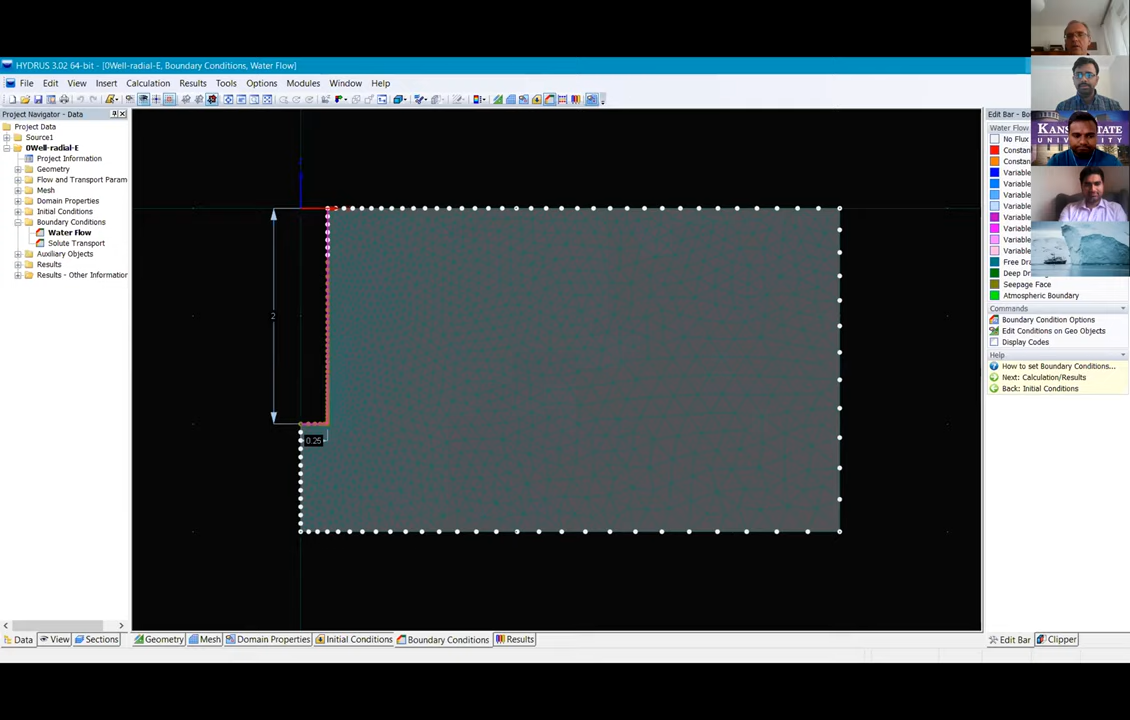 HYDRUS 3.02 64-bit - [0Well-radial-E, Boundary Conditions, Water Flow]
File Edit View Insert Calculation Results Tools Options Modules Window Help
Project Navigator - Data
Project Data
Source1
0Well-radial-E
Project Information
Geometry
Flow and Transport Param
Mesh
Domain Properties
Initial Conditions
Boundary Conditions
Water Flow
Solute Transport
Auxiliary Objects
Results
Results - Other Information
2
0.25
Edit Bar - Bo
Water Flow
No Flux
Constan
Constan
Variable
Variable
Variable
Variable
Variable
Variable
Variable
Variable
Free Dra
Deep Dr
Seepage Face
Atmospheric Boundary
Commands
Boundary Condition Options
Edit Conditions on Geo Objects
Display Codes
Help
How to set Boundary Conditions...
Next: Calculation/Results
Back: Initial Conditions
KANS STATE
UNIVERSITY
Data View Sections
Geometry Mesh Domain Properties Initial Conditions Boundary Conditions Results
Edit Bar Clipper